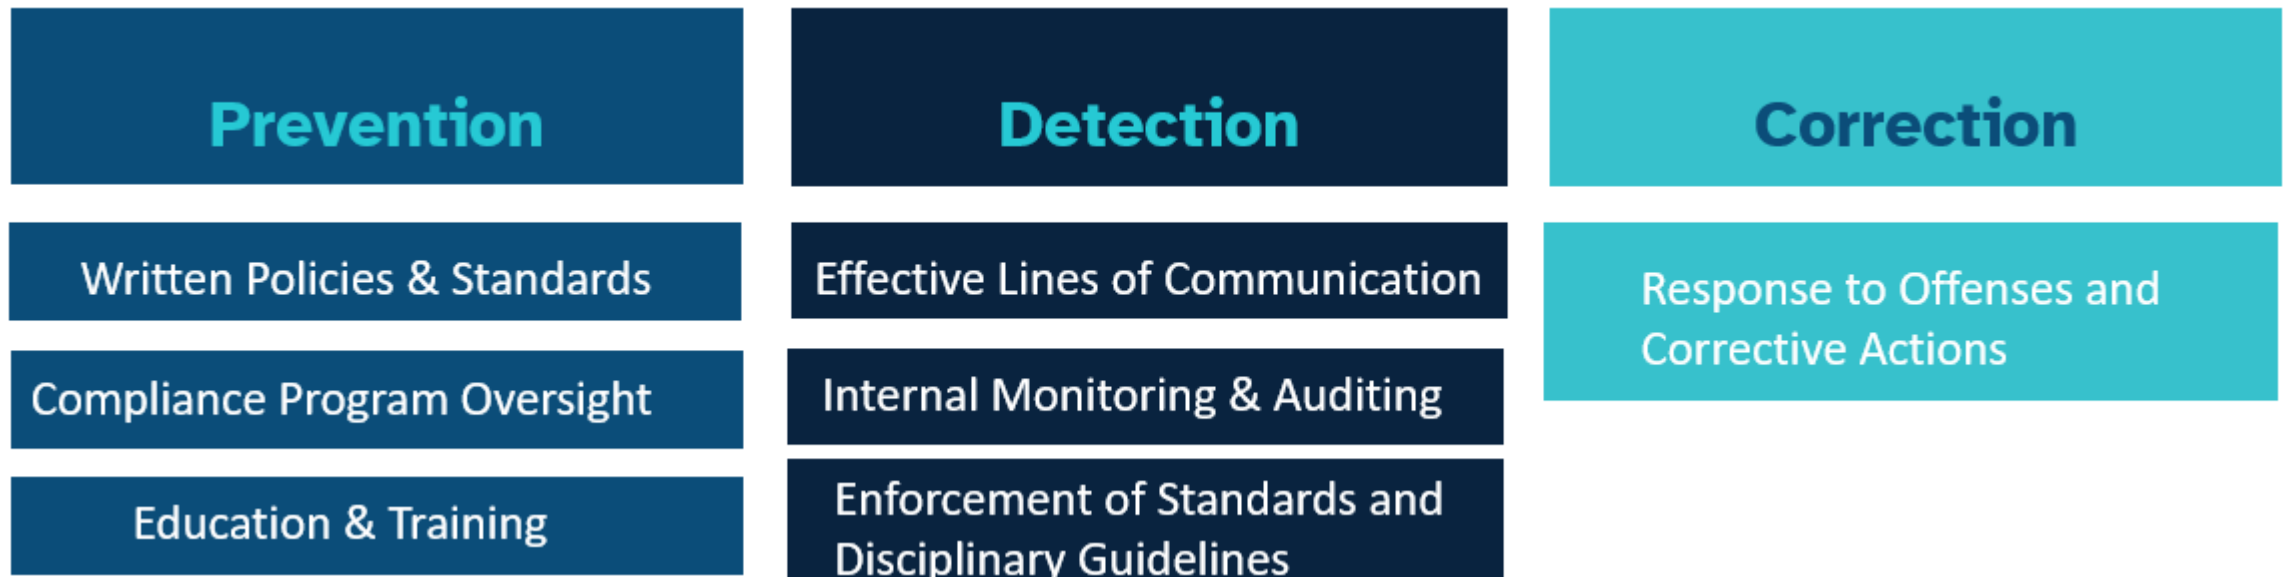 Prevention
Written Policies & Standards
Compliance Program Oversight
Education & Training
Detection
Effective Lines of Communication
Internal Monitoring & Auditing
Enforcement of Standards and
Disciplinary Guidelines
Correction
Response to Offenses and
Corrective Actions